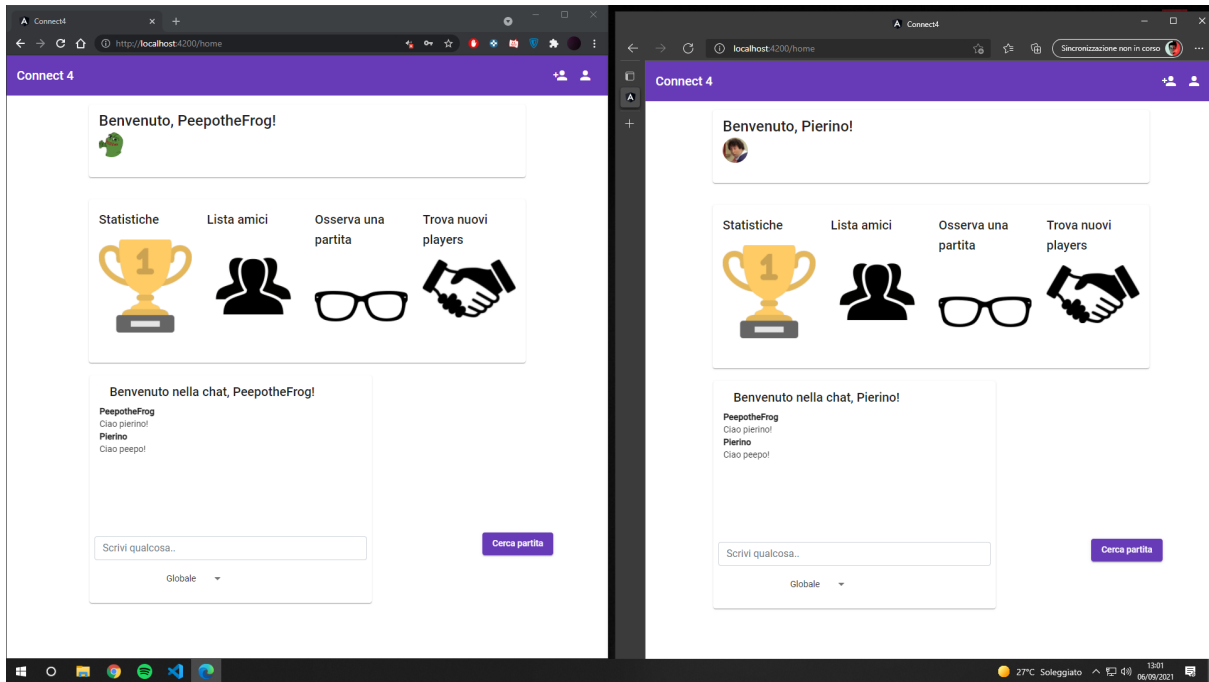 Connect4
http://localhost:4200/home
Connect 4
Benvenuto, PeepotheFrog!
Statistiche
Lista amici
Osserva una
partita
Trova nuovi
players
1
Benvenuto nella chat, PeepotheFrog!
PeepotheFrog
Ciao pierino!
Pierino
Ciao peepo!
Scrivi qualcosa..
Globale
Cerca partita
Connect4
localhost:4200/home
Sincronizzazione non in corso
Connect 4
Benvenuto, Pierino!
Statistiche
Lista amici
Osserva una
partita
Trova nuovi
players
1
Benvenuto nella chat, Pierino!
PeepotheFrog
Ciao pierino!
Pierino
Ciao peepo!
Scrivi qualcosa..
Globale
Cerca partita
27°C Soleggiato
13:01
06/09/2021